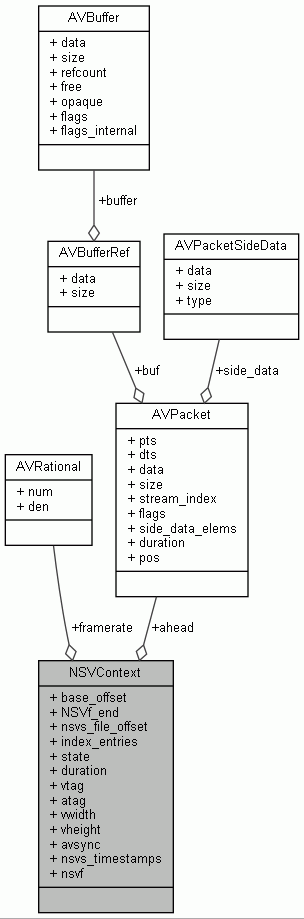 AVBuffer
+ data
+ size
+ refcount
+ free
+ opaque
+ flags
+ flags_internal
+buffer
AVBufferRef
+ data
+ size
AVPacketSideData
+ data
+ size
+ type
+buf
+side_data
AVPacket
+ pts
+ dts
+ data
+ size
+ stream_index
+ flags
+ side_data_elems
+ duration
+ pos
AVRational
+ num
+ den
+framerate
+ahead
NSVContext
+ base_offset
+ NSVf_end
+ nsvs_file_offset
+ index_entries
+ state
+ duration
+ vtag
+ atag
+ vwidth
+ vheight
+ avsync
+ nsvs_timestamps
+ nsvf